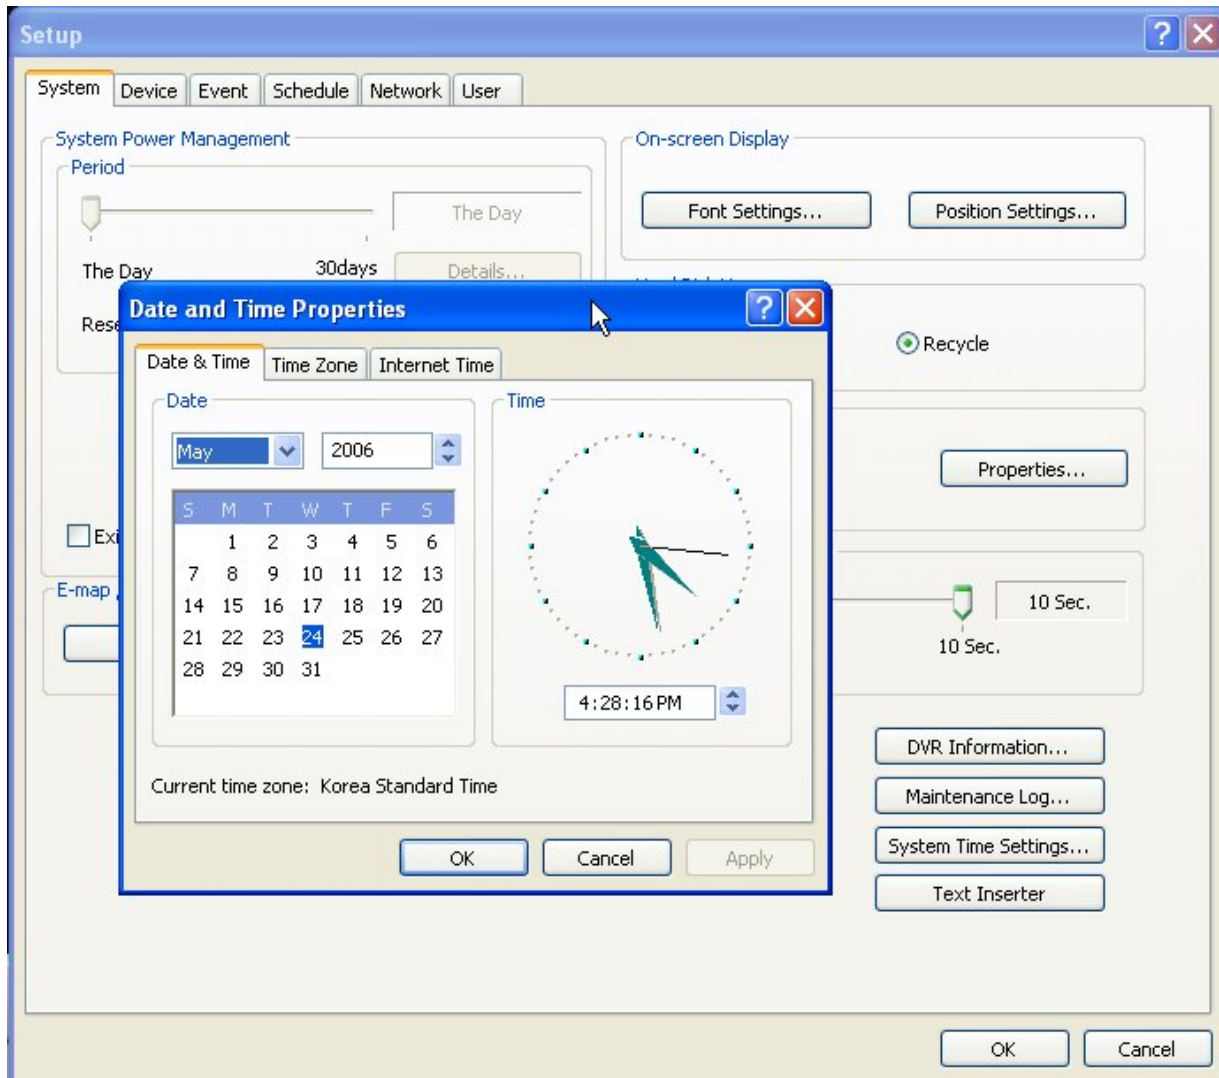 Setup
System Device Event Schedule Network User
System Power Management
Period
The Day
The Day 30days Details...
On-screen Display
Font Settings... Position Settings...
Recycle
Properties...
10 Sec.
10 Sec.
DVR Information...
Maintenance Log...
System Time Settings...
Text Inserter
E-map
Date and Time Properties
Date & Time Time Zone Internet Time
Date
May 2006
S M T W T F S
1 2 3 4 5 6
7 8 9 10 11 12 13
14 15 16 17 18 19 20
21 22 23 24 25 26 27
28 29 30 31
Time
4:28:16 PM
Current time zone: Korea Standard Time
OK Cancel Apply
OK Cancel